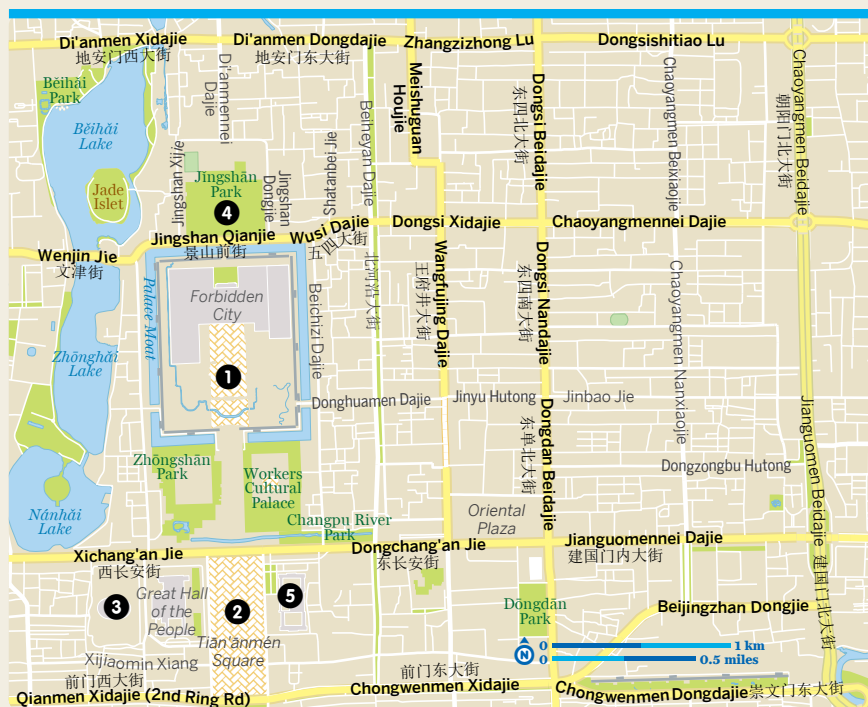 Di'anmen Xidajie
地安门西大街
Di'anmen Dongdajie
地安门东大街
Zhangzizhong Lu
Dongsishitiao Lu
Běihǎi
Park
Běihǎi
Lake
Jade
Islet
Di'anmennei
Dajie
Jingshan Xijie
Jǐngshān
Park
4
Jingshan
Dongjie
Shatanbei Jie
Beiheyan Dajie
北河沿大街
Meishuguan
Houjie
Dongsi Beidajie
东四北大街
Chaoyangmen Beixiaojie
Chaoyangmen Beidajie
朝阳门北大街
Wenjin Jie
文津街
Jingshan Qianjie
景山前街
Wusi Dajie
五四大街
Dongsi Xidajie
Chaoyangmennei Dajie
Palace Moat
Forbidden
City
1
Beichizi Dajie
Wangfujing Dajie
王府井大街
Dongsi Nandajie
东四南大街
Chaoyangmen Nanxiaojie
Zhōnghǎi
Lake
Donghuamen Dajie
Jinyu Hutong
Jinbao Jie
Dongdan Beidajie
东单北大街
Jianguomen Beidajie 建国门北大街
Zhōngshān
Park
Workers
Cultural
Palace
Dongzongbu Hutong
Nánhǎi
Lake
Changpu River
Park
Oriental
Plaza
Xichang'an Jie
西长安街
Dongchang'an Jie
东长安街
Jianguomennei Dajie
建国门内大街
3
Great Hall
of the
People
2
5
Tiān'ānmén
Square
Dōngdān
Park
Beijingzhan Dongjie
N
0 1 km
0 0.5 miles
Xijiaomin Xiang
前门西大街
Qianmen Xidajie (2nd Ring Rd)
前门东大街
Chongwenmen Xidajie
Chongwenmen Dongdajie崇文门东大街